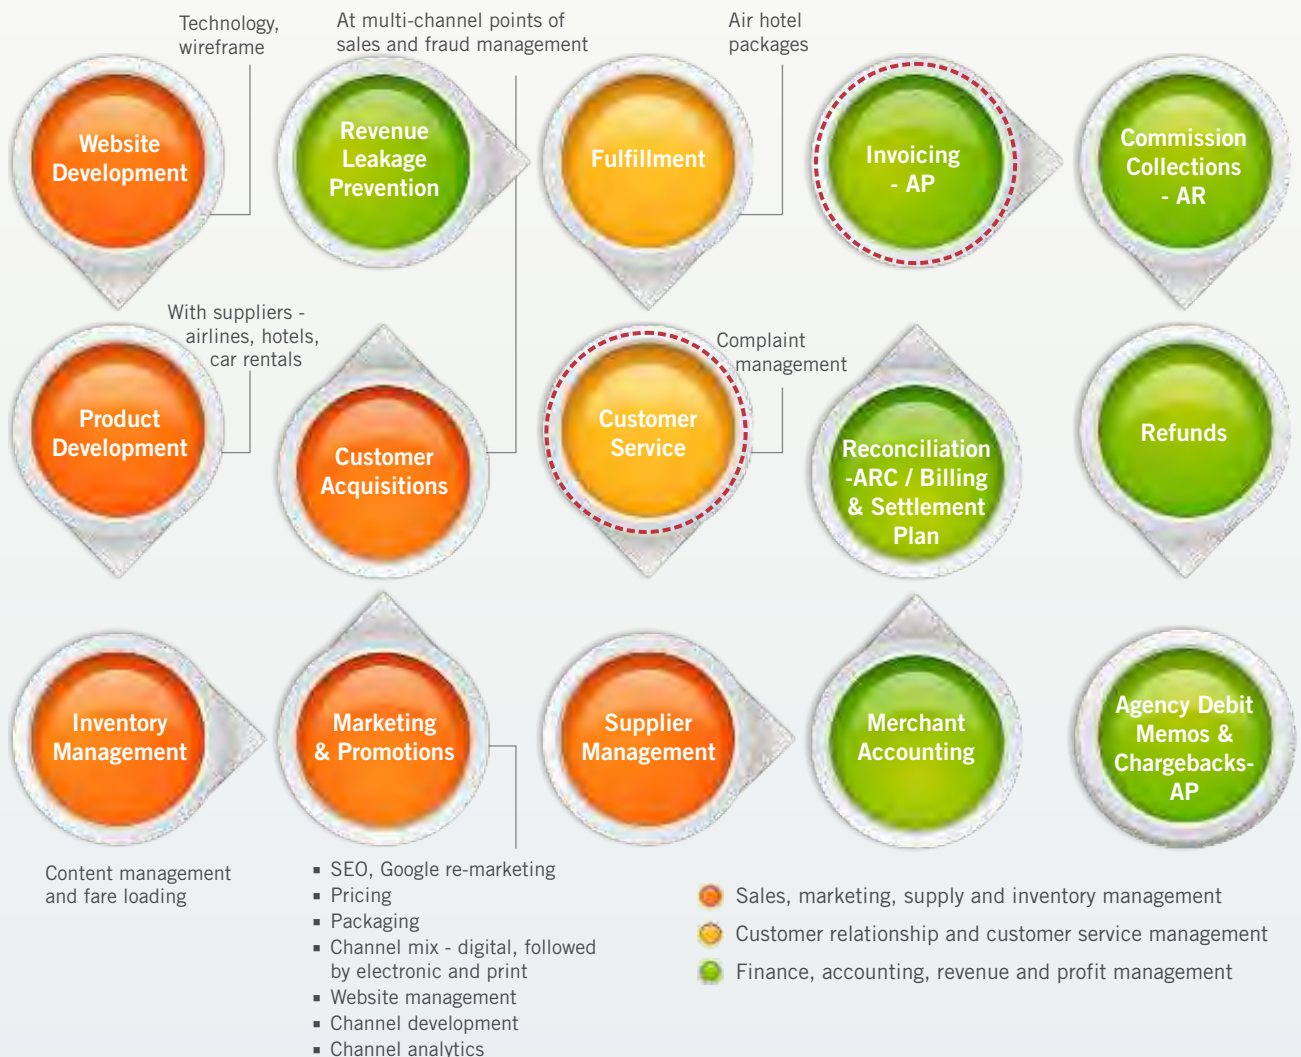 Technology,
wireframe
At multi-channel points of
sales and fraud management
Air hotel
packages
Website
Development
Revenue
Leakage
Prevention
Fulfillment
Invoicing
- AP
Commission
Collections
- AR
With suppliers -
airlines, hotels,
car rentals
Complaint
management
Product
Development
Customer
Acquisitions
Customer
Service
Reconciliation
-ARC / Billing
& Settlement
Plan
Refunds
Inventory
Management
Marketing
& Promotions
Supplier
Management
Merchant
Accounting
Agency Debit
Memos &
Chargebacks-
AP
Content management
and fare loading
▪ SEO, Google re-marketing
▪ Pricing
▪ Packaging
▪ Channel mix - digital, followed
by electronic and print
▪ Website management
▪ Channel development
▪ Channel analytics
Sales, marketing, supply and inventory management
Customer relationship and customer service management
Finance, accounting, revenue and profit management